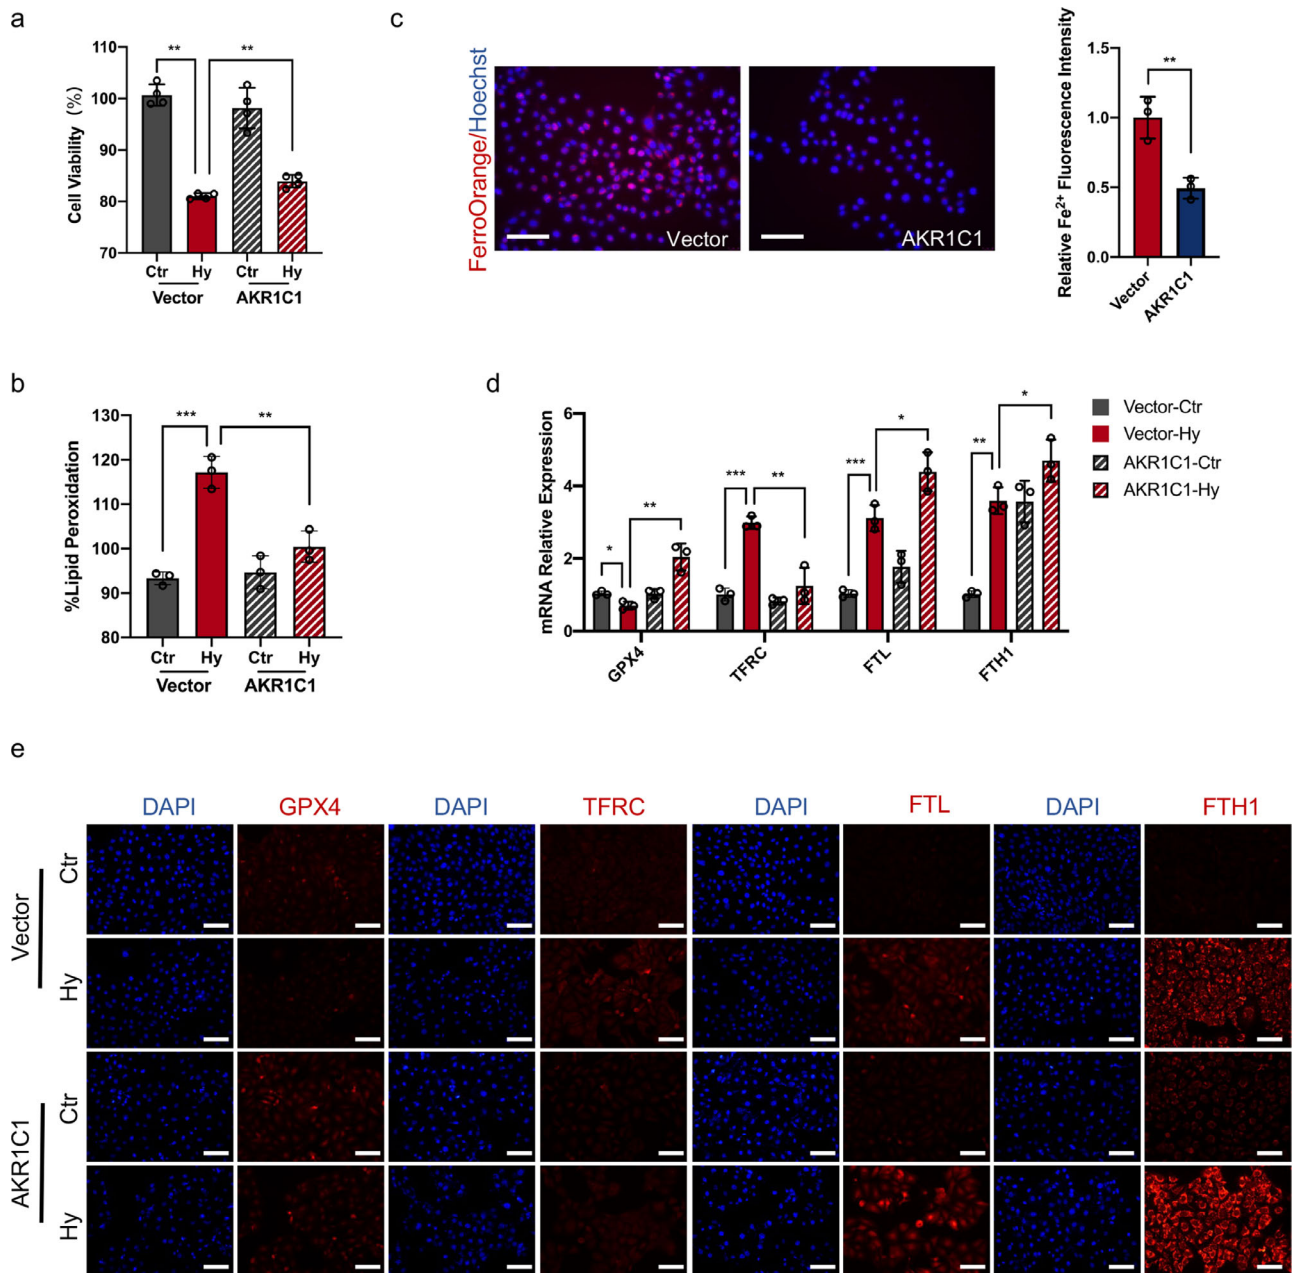 a
110
100
90
80
70
Cell Viability (%)
**
**
Ctr Hy Ctr Hy
Vector AKR1C1
c
FerroOrange/Hoechst
Vector
AKR1C1
1.5
1.0
0.5
0.0
Relative Fe²⁺ Fluorescence Intensity
**
Vector
AKR1C1
b
130
120
110
100
90
80
%Lipid Peroxidation
***
**
Ctr Hy Ctr Hy
Vector AKR1C1
d
6
4
2
0
mRNA Relative Expression
* ** *** ** *** * ** *
GPX4 TFRC FTL FTH1
Vector-Ctr
Vector-Hy
AKR1C1-Ctr
AKR1C1-Hy
e
DAPI GPX4 DAPI TFRC DAPI FTL DAPI FTH1
Vector
Ctr
Hy
AKR1C1
Ctr
Hy